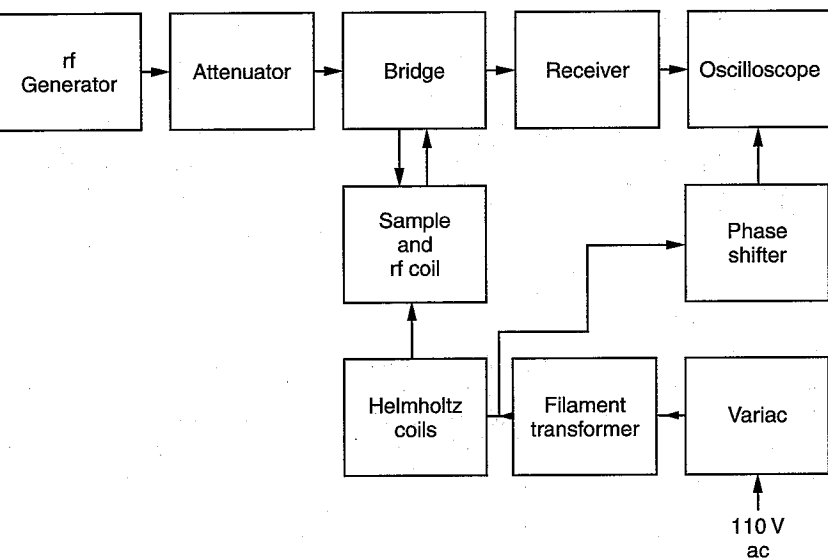 rf
Generator
Attenuator
Bridge
Receiver
Oscilloscope
Sample
and
rf coil
Phase
shifter
Helmholtz
coils
Filament
transformer
Variac
110 V
ac